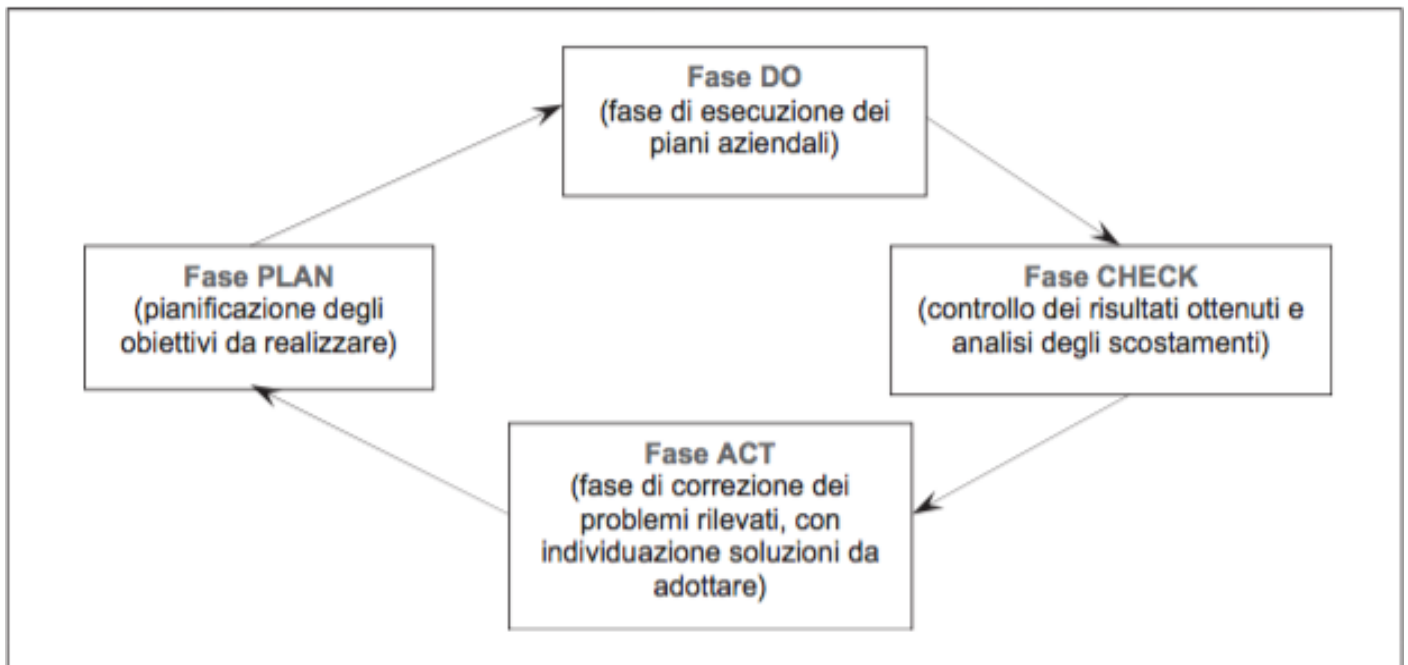 Fase DO
(fase di esecuzione dei
piani aziendali)
Fase PLAN
(pianificazione degli
obiettivi da realizzare)
Fase CHECK
(controllo dei risultati ottenuti e
analisi degli scostamenti)
Fase ACT
(fase di correzione dei
problemi rilevati, con
individuazione soluzioni da
adottare)